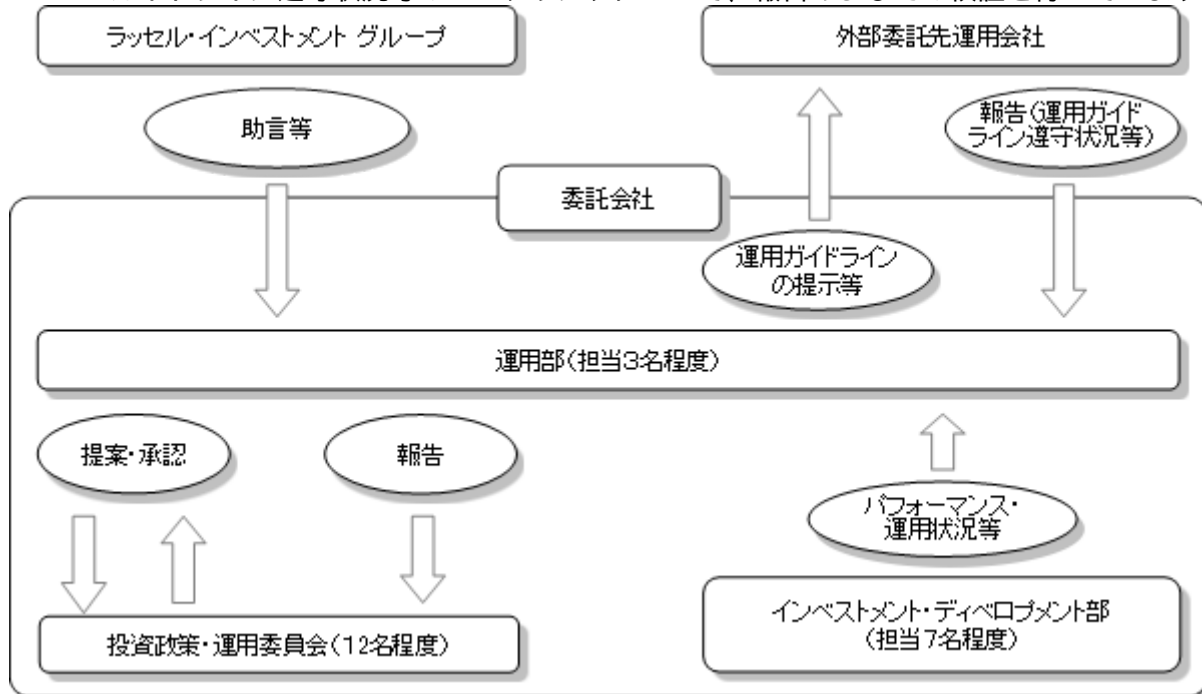 ラッセル・インベストメント グループ
外部委託先運用会社
助言等
報告（運用ガイド
ライン遵守状況等）
委託会社
運用ガイドライン
の提示等
運用部（担当3名程度）
提案・承認
報告
パフォーマンス・
運用状況等
投資政策・運用委員会（12名程度）
インベストメント・ディベロプメント部
（担当7名程度）